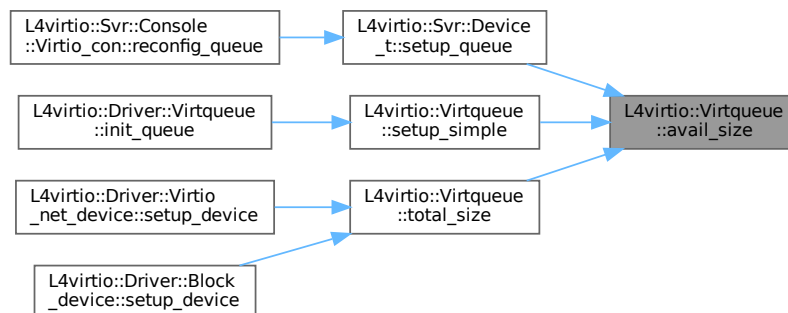 L4virtio::Svr::Console
::Virtio_con::reconfig_queue
L4virtio::Svr::Device
_t::setup_queue
L4virtio::Virtqueue
::avail_size
L4virtio::Driver::Virtqueue
::init_queue
L4virtio::Virtqueue
::setup_simple
L4virtio::Driver::Virtio
_net_device::setup_device
L4virtio::Virtqueue
::total_size
L4virtio::Driver::Block
_device::setup_device